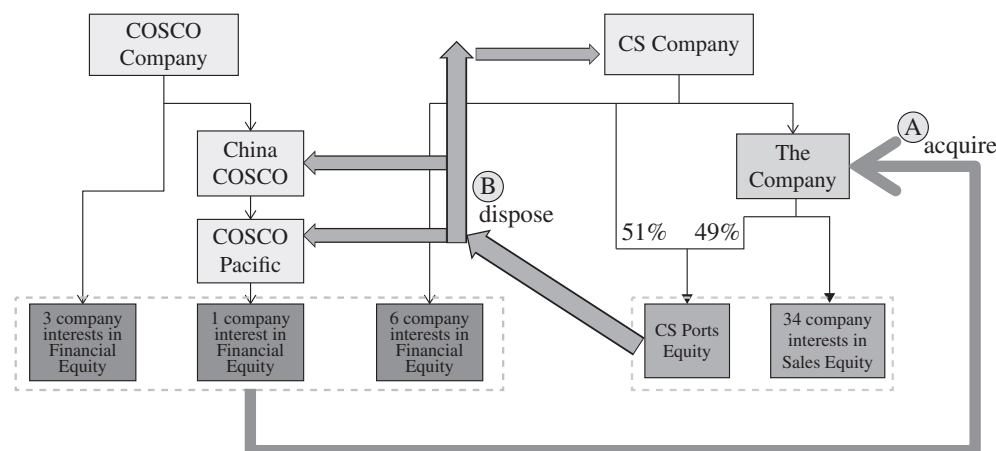 COSCO
Company
CS Company
A
acquire
China
COSCO
The
Company
B
dispose
COSCO
Pacific
51%
49%
3 company
interests in
Financial
Equity
1 company
interest in
Financial
Equity
6 company
interests in
Financial
Equity
CS Ports
Equity
34 company
interests in
Sales Equity